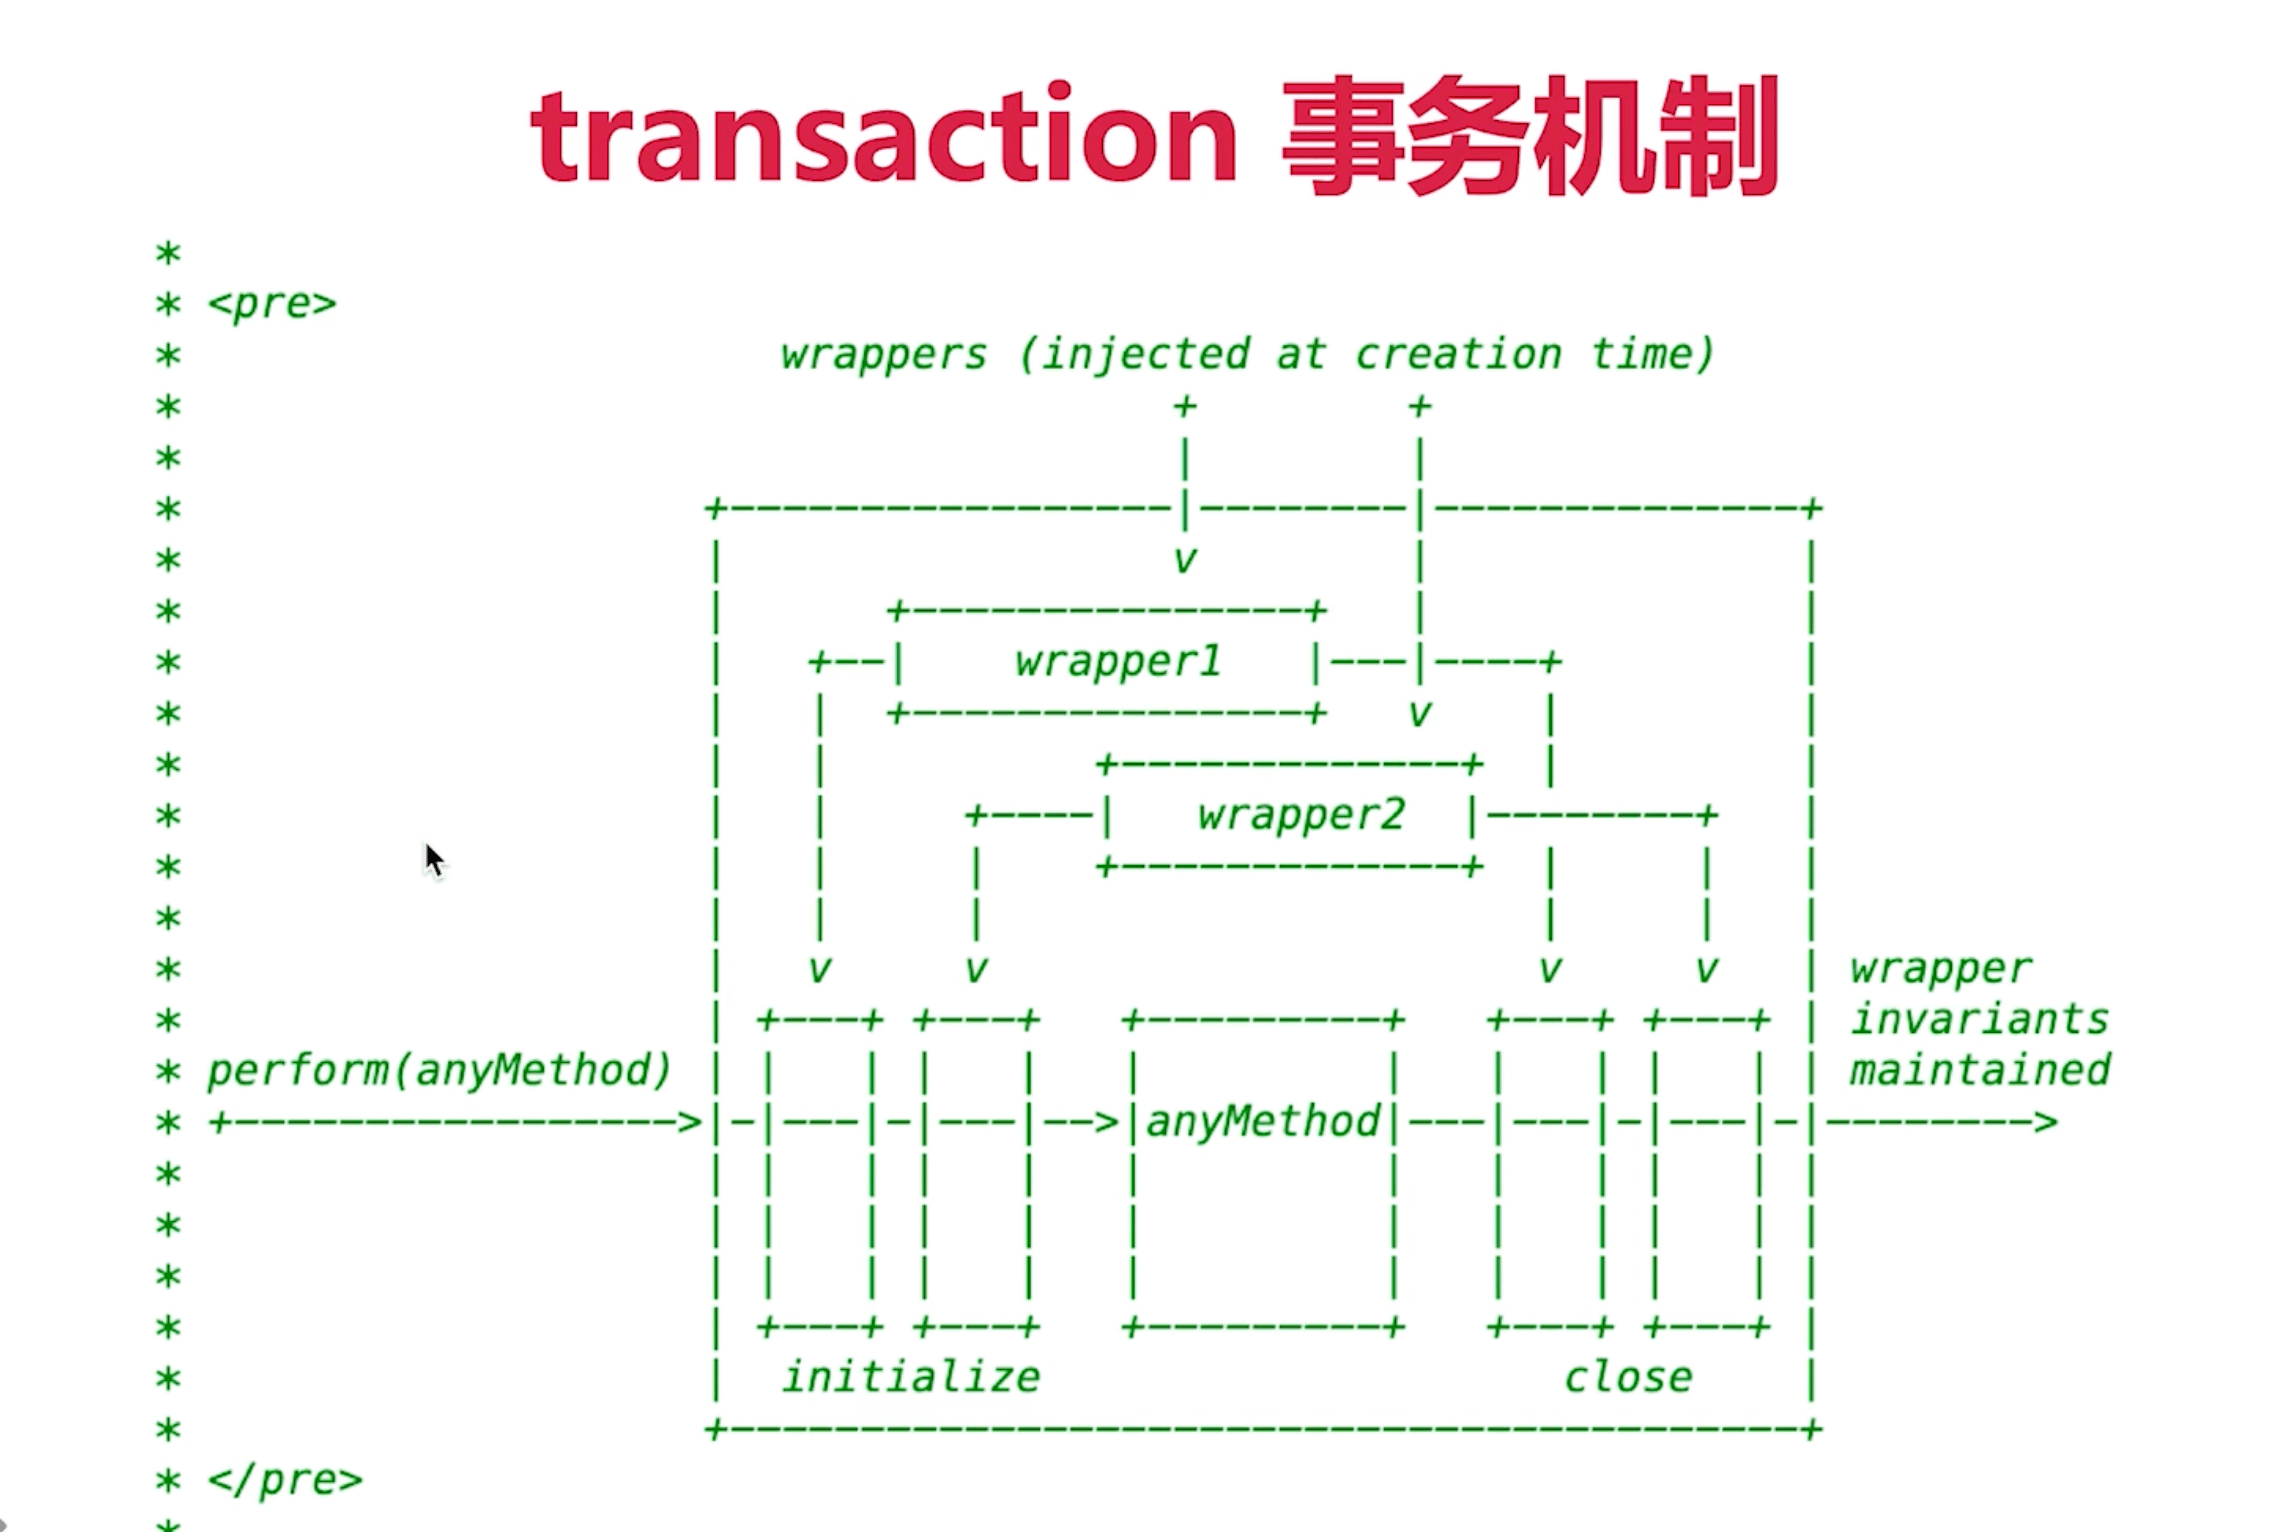 transaction 事务机制
*
* <pre>
*                       wrappers (injected at creation time)
*                                      +        +
*                                      |        |
*                    +-----------------|--------|--------------+
*                    |                 v        |              |
*                    |      +---------------+   |              |
*                    |   +--|    wrapper1   |---|----+         |
*                    |   |  +---------------+   v    |         |
*                    |   |          +-------------+  |         |
*                    |   |     +----|   wrapper2  |--------+   |
*                    |   |     |    +-------------+  |     |   |
*                    |   |     |                     |     |   |
*                    |   v     v                     v     v   | wrapper
*                    | +---+ +---+   +---------+   +---+ +---+ | invariants
* perform(anyMethod) | |   | |   |   |         |   |   | |   | | maintained
* +----------------->|-|---|-|---|-->|anyMethod|---|---|-|---|-|-------->
*                    | |   | |   |   |         |   |   | |   | |
*                    | |   | |   |   |         |   |   | |   | |
*                    | |   | |   |   |         |   |   | |   | |
*                    | +---+ +---+   +---------+   +---+ +---+ |
*                    |  initialize                    close    |
*                    +-----------------------------------------+
* </pre>
*